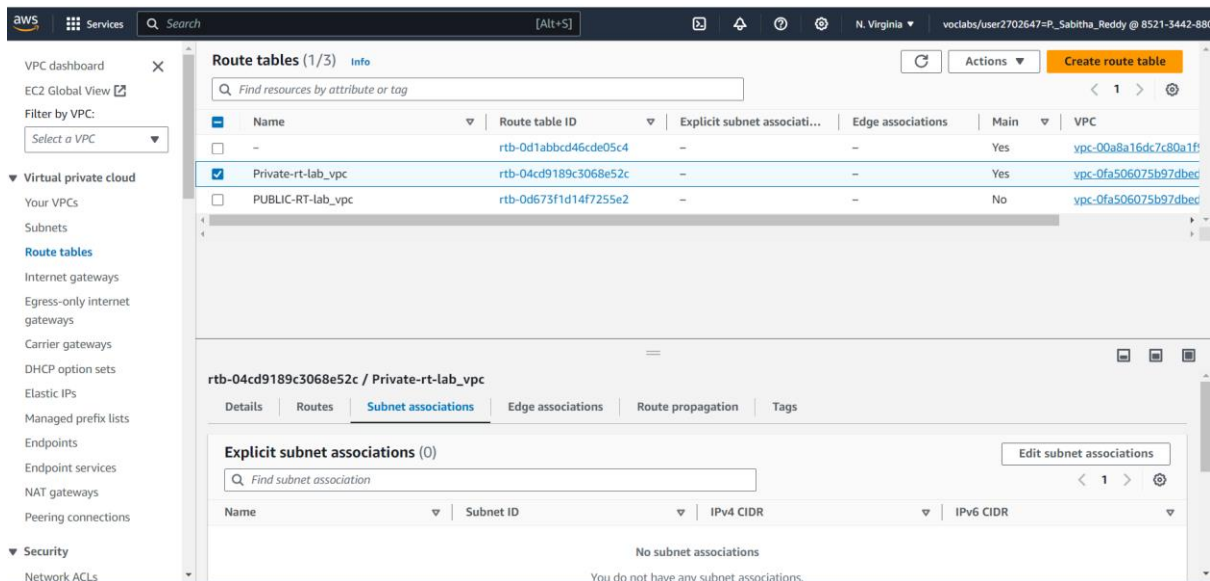 aws Services Search [Alt+S] N. Virginia voclabs/user2702647=P._Sabitha_Reddy @ 8521-3442-880
VPC dashboard
EC2 Global View
Filter by VPC:
Select a VPC
Virtual private cloud
Your VPCs
Subnets
Route tables
Internet gateways
Egress-only internet
gateways
Carrier gateways
DHCP option sets
Elastic IPs
Managed prefix lists
Endpoints
Endpoint services
NAT gateways
Peering connections
Security
Network ACLs
Route tables (1/3) Info Actions Create route table
Find resources by attribute or tag < 1 >
Name Route table ID Explicit subnet associati... Edge associations Main VPC
– rtb-0d1abbcd46cde05c4 – – Yes vpc-00a8a16dc7c80a1f9
Private-rt-lab_vpc rtb-04cd9189c3068e52c – – Yes vpc-0fa506075b97dbed
PUBLIC-RT-lab_vpc rtb-0d673f1d14f7255e2 – – No vpc-0fa506075b97dbed
rtb-04cd9189c3068e52c / Private-rt-lab_vpc
Details Routes Subnet associations Edge associations Route propagation Tags
Explicit subnet associations (0) Edit subnet associations
Find subnet association < 1 >
Name Subnet ID IPv4 CIDR IPv6 CIDR
No subnet associations
You do not have any subnet associations.